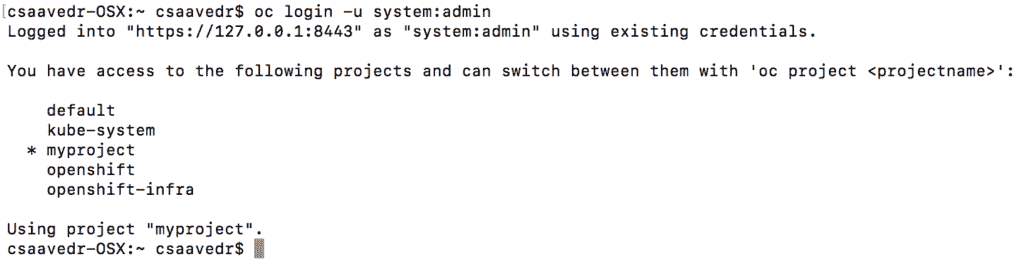 [csaavedr-OSX:~ csaavedr$ oc login -u system:admin
Logged into "https://127.0.0.1:8443" as "system:admin" using existing credentials.
You have access to the following projects and can switch between them with 'oc project <projectname>':
default
kube-system
* myproject
openshift
openshift-infra
Using project "myproject".
csaavedr-OSX:~ csaavedr$